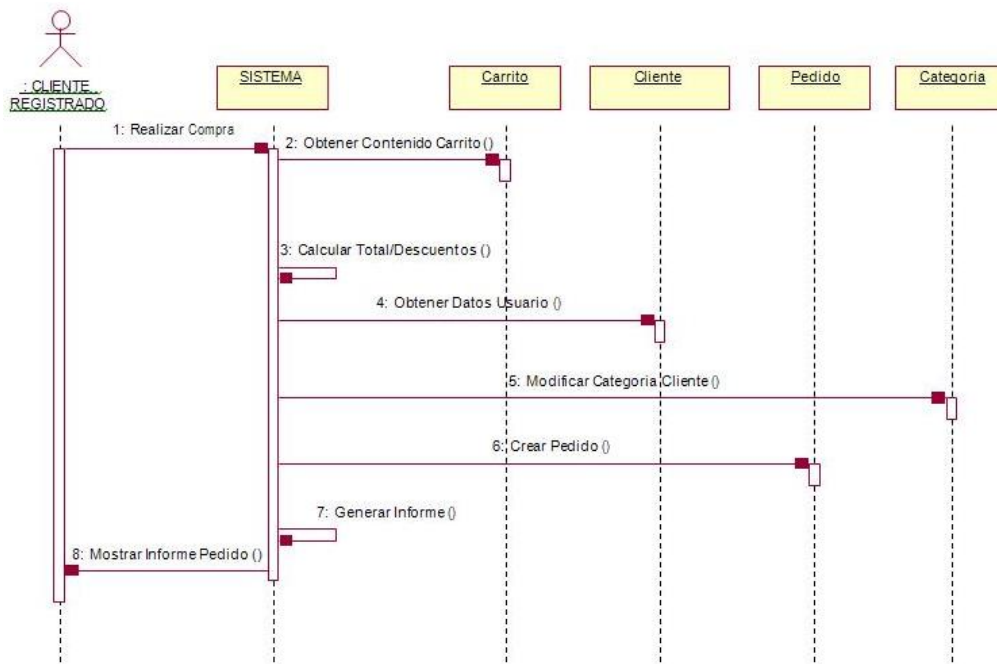 : CLIENTE
REGISTRADO
SISTEMA
Carrito
Cliente
Pedido
Categoria
1: Realizar Compra
2: Obtener Contenido Carrito ()
3: Calcular Total/Descuentos ()
4: Obtener Datos Usuario ()
5: Modificar Categoria Cliente ()
6: Crear Pedido ()
7: Generar Informe ()
8: Mostrar Informe Pedido ()